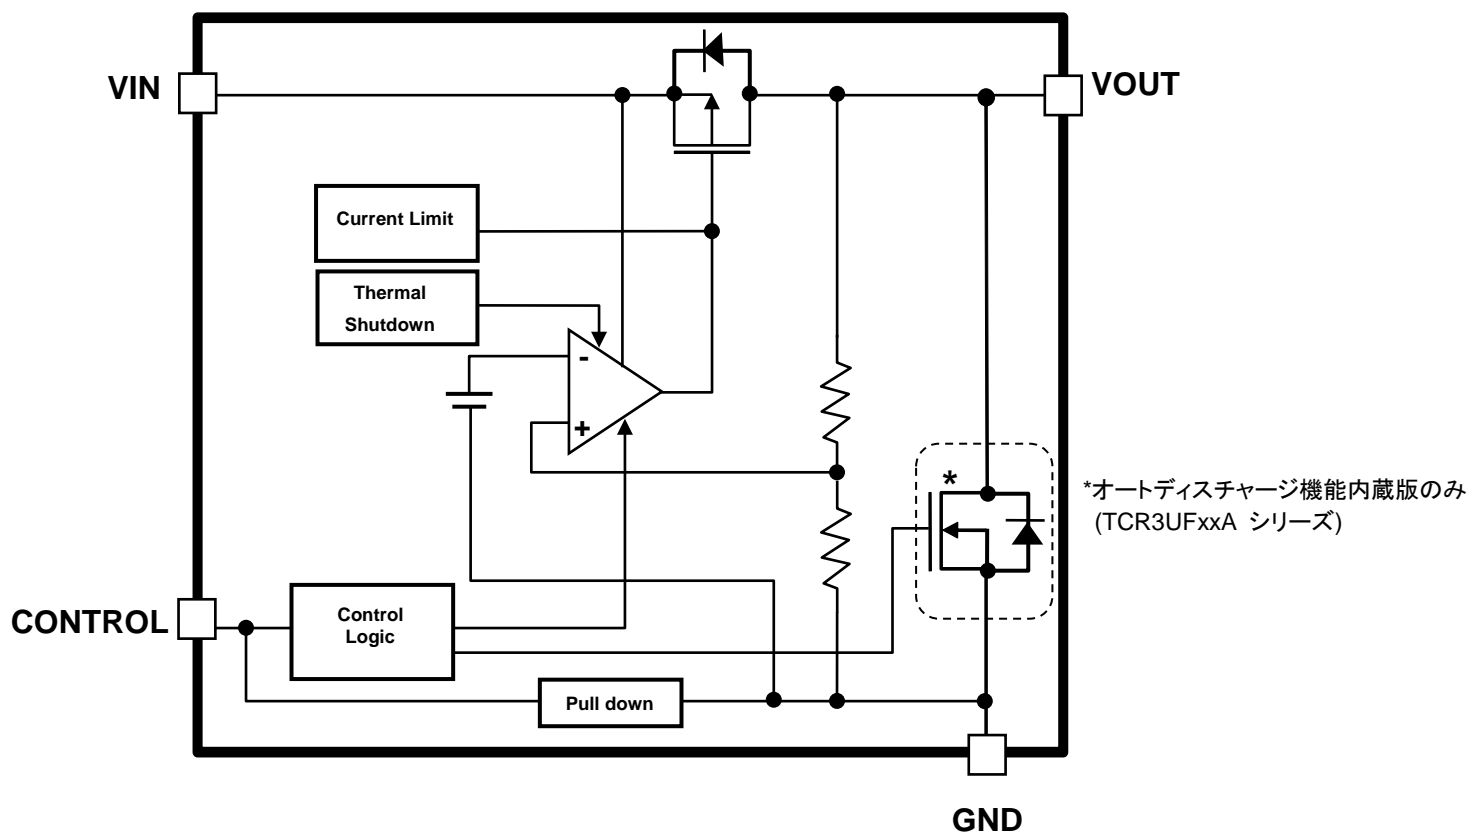 VIN
VOUT
Current Limit
Thermal
Shutdown
-
+
*
*オートディスチャージ機能内蔵版のみ
(TCR3UFxxA シリーズ)
CONTROL
Control
Logic
Pull down
GND